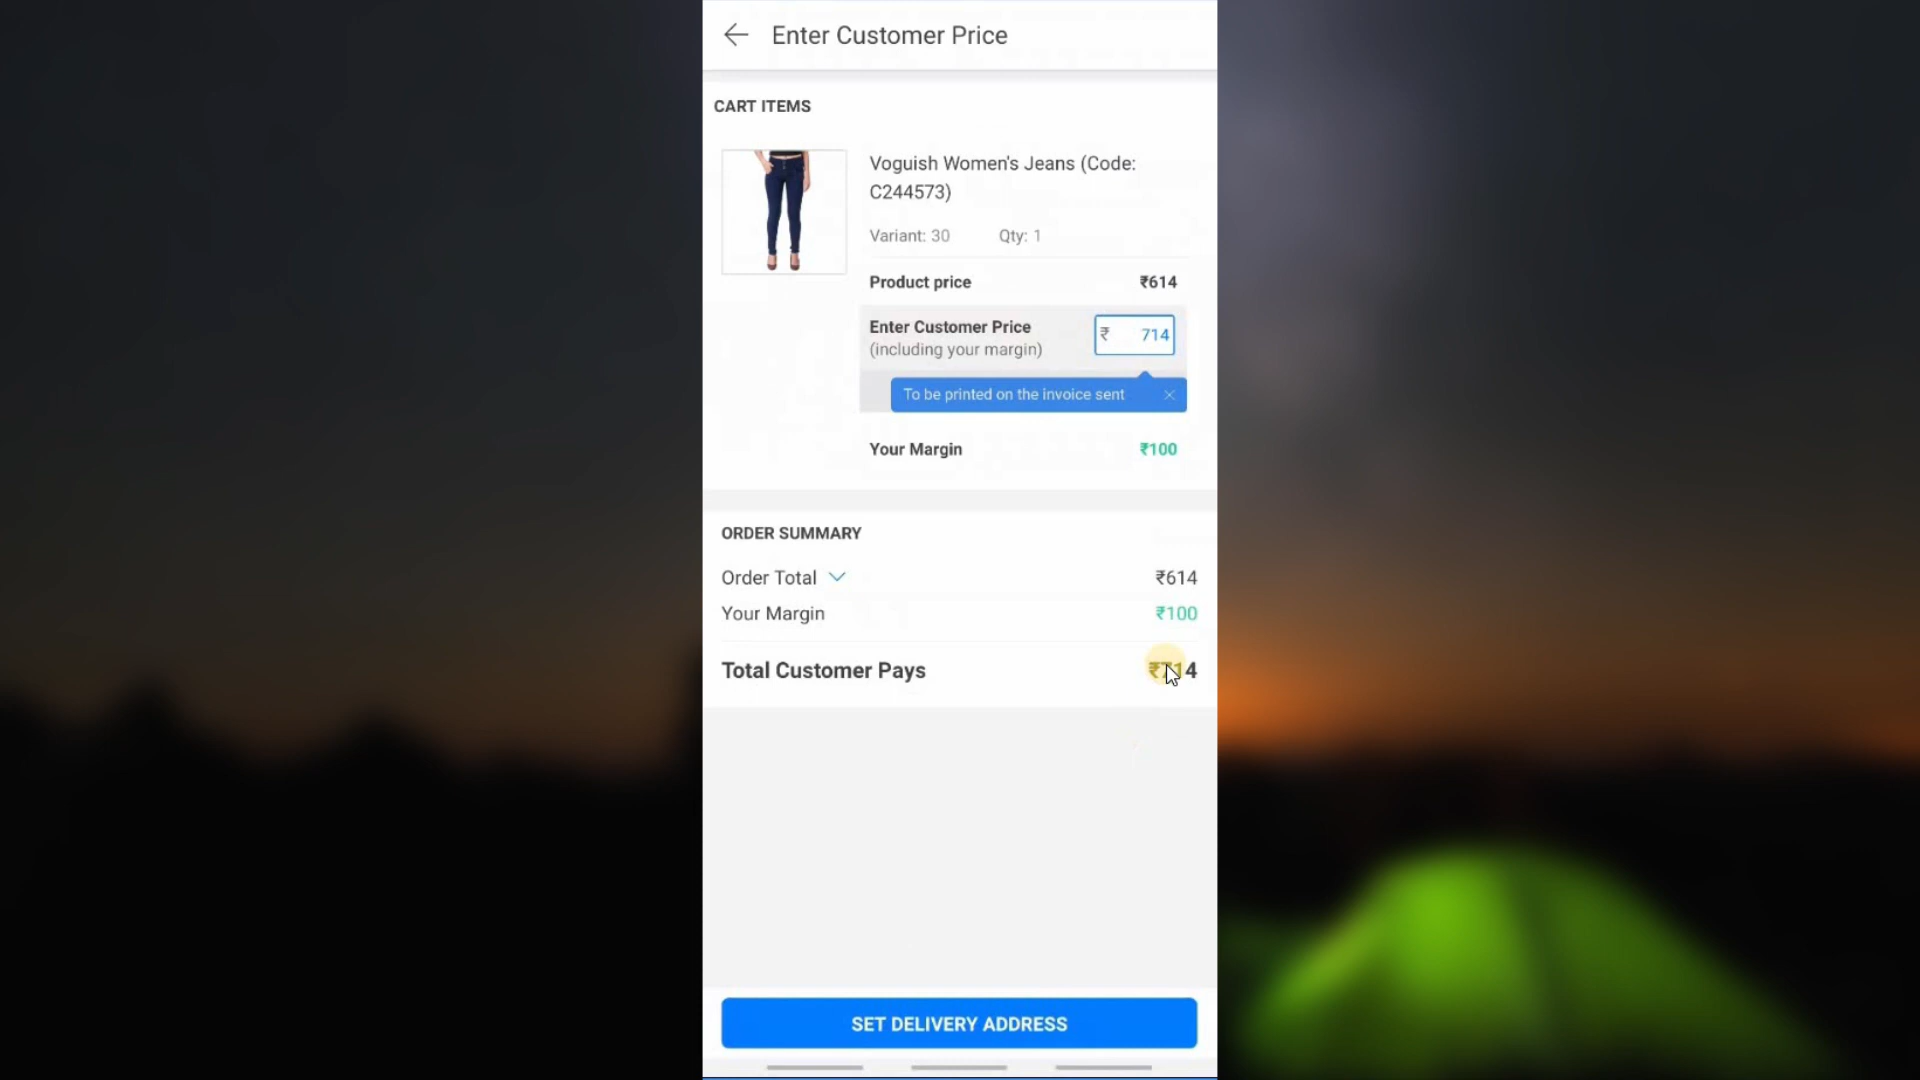 Enter Customer Price
CART ITEMS
Voguish Women's Jeans (Code:
C244573)
Variant: 30 Qty: 1
Product price ₹614
Enter Customer Price
(including your margin)
₹ 714
To be printed on the invoice sent
Your Margin ₹100
ORDER SUMMARY
Order Total ₹614
Your Margin ₹100
Total Customer Pays ₹714
SET DELIVERY ADDRESS